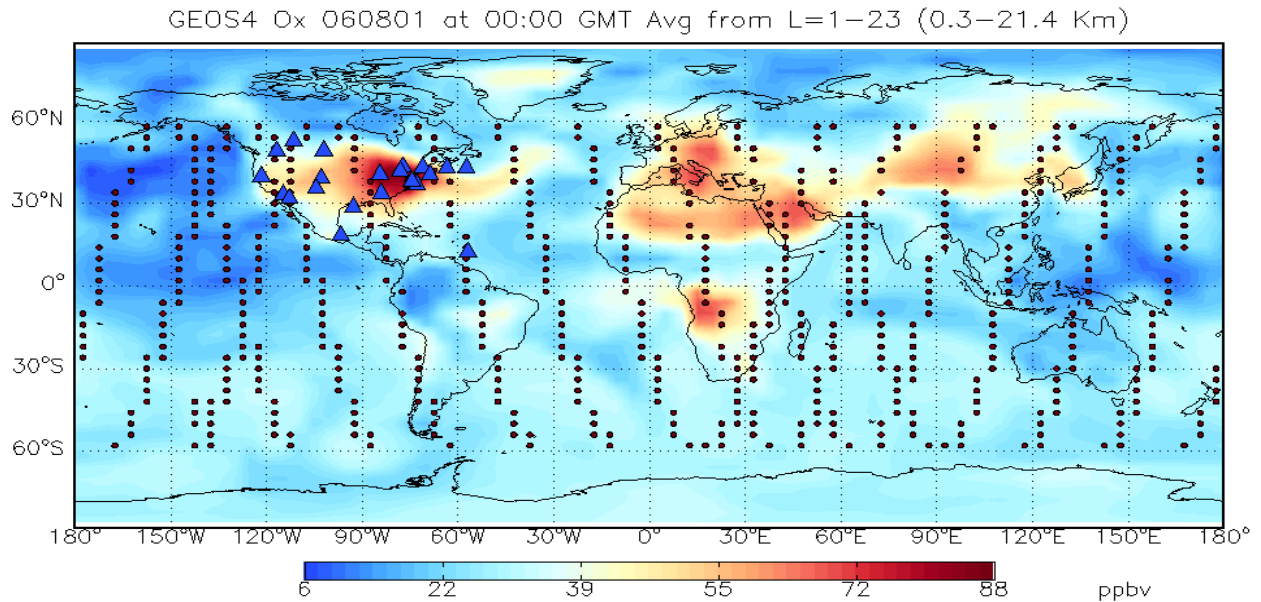 GEOS4 Ox 060801 at 00:00 GMT Avg from L=1-23 (0.3-21.4 Km)
60°N
30°N
0°
30°S
60°S
180°W 150°W 120°W 90°W 60°W 30°W 0° 30°E 60°E 90°E 120°E 150°E 180°
6 22 39 55 72 88 ppbv